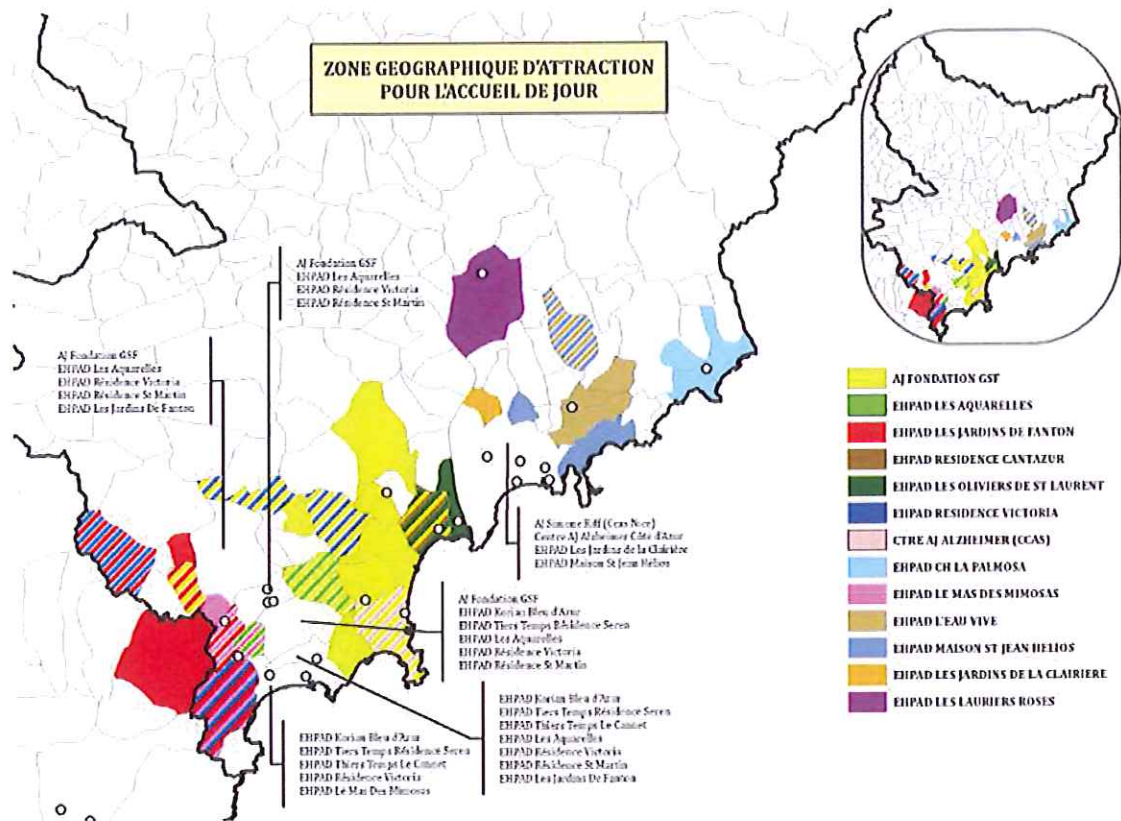 ZONE GEOGRAPHIQUE D'ATTRACTION
POUR L'ACCUEIL DE JOUR
AJ Fondation GSF
EHPAD Les Aquarelles
EHPAD Résidence Victoria
EHPAD Résidence St Martin
AJ Fondation GSF
EHPAD Les Aquarelles
EHPAD Résidence Victoria
EHPAD Résidence St Martin
EHPAD Les Jardins De Fanton
AJ FONDATION GSF
EHPAD LES AQUARELLES
EHPAD LES JARDINS DE FANTON
EHPAD RESIDENCE CANTAZUR
EHPAD LES OLIVIERS DE ST LAURENT
EHPAD RESIDENCE VICTORIA
CTRE AJ ALZHEIMER (CCAS)
EHPAD CH LA PALMOSA
EHPAD LE MAS DES MIMOSAS
EHPAD L'EAU VIVE
EHPAD MAISON ST JEAN HELIOS
EHPAD LES JARDINS DE LA CLAIRIERE
EHPAD LES LAURIERS ROSES
AJ Simone Riff (Ccas Nice)
Centre AJ Alzheimer Côte d'Azur
EHPAD Les Jardins de la Clairière
EHPAD Maison St Jean Hélios
AJ Fondation GSF
EHPAD Korian Bleu d'Azur
EHPAD Tiers Temps Résidence Seren
EHPAD Les Aquarelles
EHPAD Résidence Victoria
EHPAD Résidence St Martin
EHPAD Korian Bleu d'Azur
EHPAD Tiers Temps Résidence Seren
EHPAD Thiers Temps Le Cannet
EHPAD Les Aquarelles
EHPAD Résidence Victoria
EHPAD Résidence St Martin
EHPAD Les Jardins De Fanton
EHPAD Korian Bleu d'Azur
EHPAD Tiers Temps Résidence Seren
EHPAD Thiers Temps Le Cannet
EHPAD Résidence Victoria
EHPAD Le Mas Des Mimosas